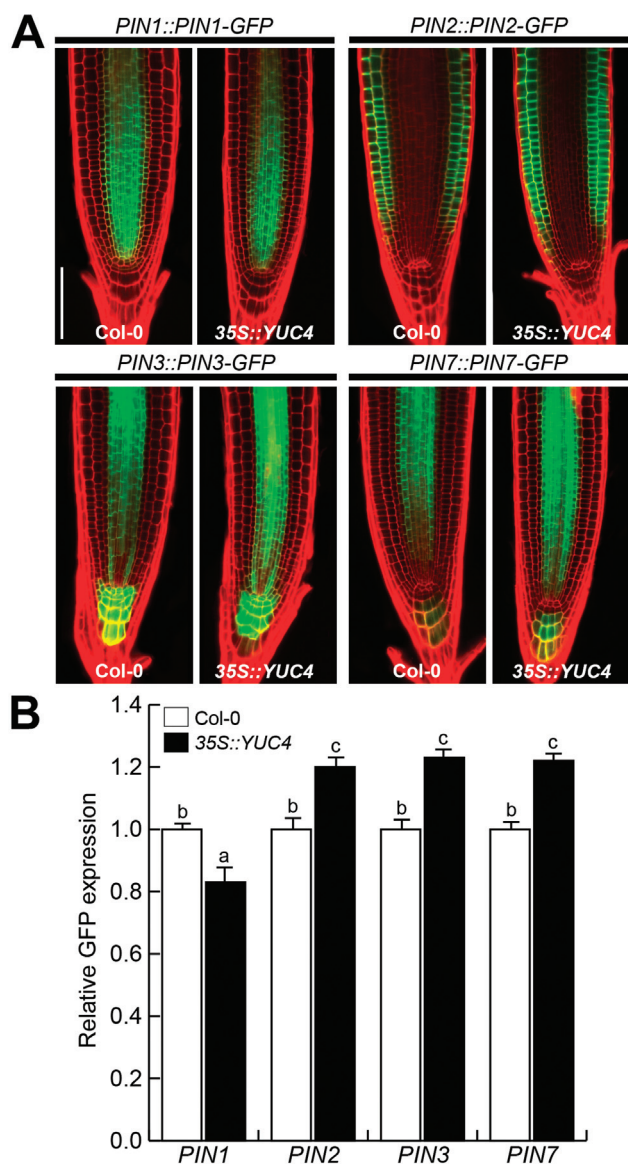 A
PIN1::PIN1-GFP PIN2::PIN2-GFP
Col-0 35S::YUC4 Col-0 35S::YUC4
PIN3::PIN3-GFP PIN7::PIN7-GFP
Col-0 35S::YUC4 Col-0 35S::YUC4
B
Relative GFP expression
1.4
1.2
1.0
0.8
0.6
0.4
0.2
0.0
Col-0
35S::YUC4
b a b c b c b c
PIN1 PIN2 PIN3 PIN7